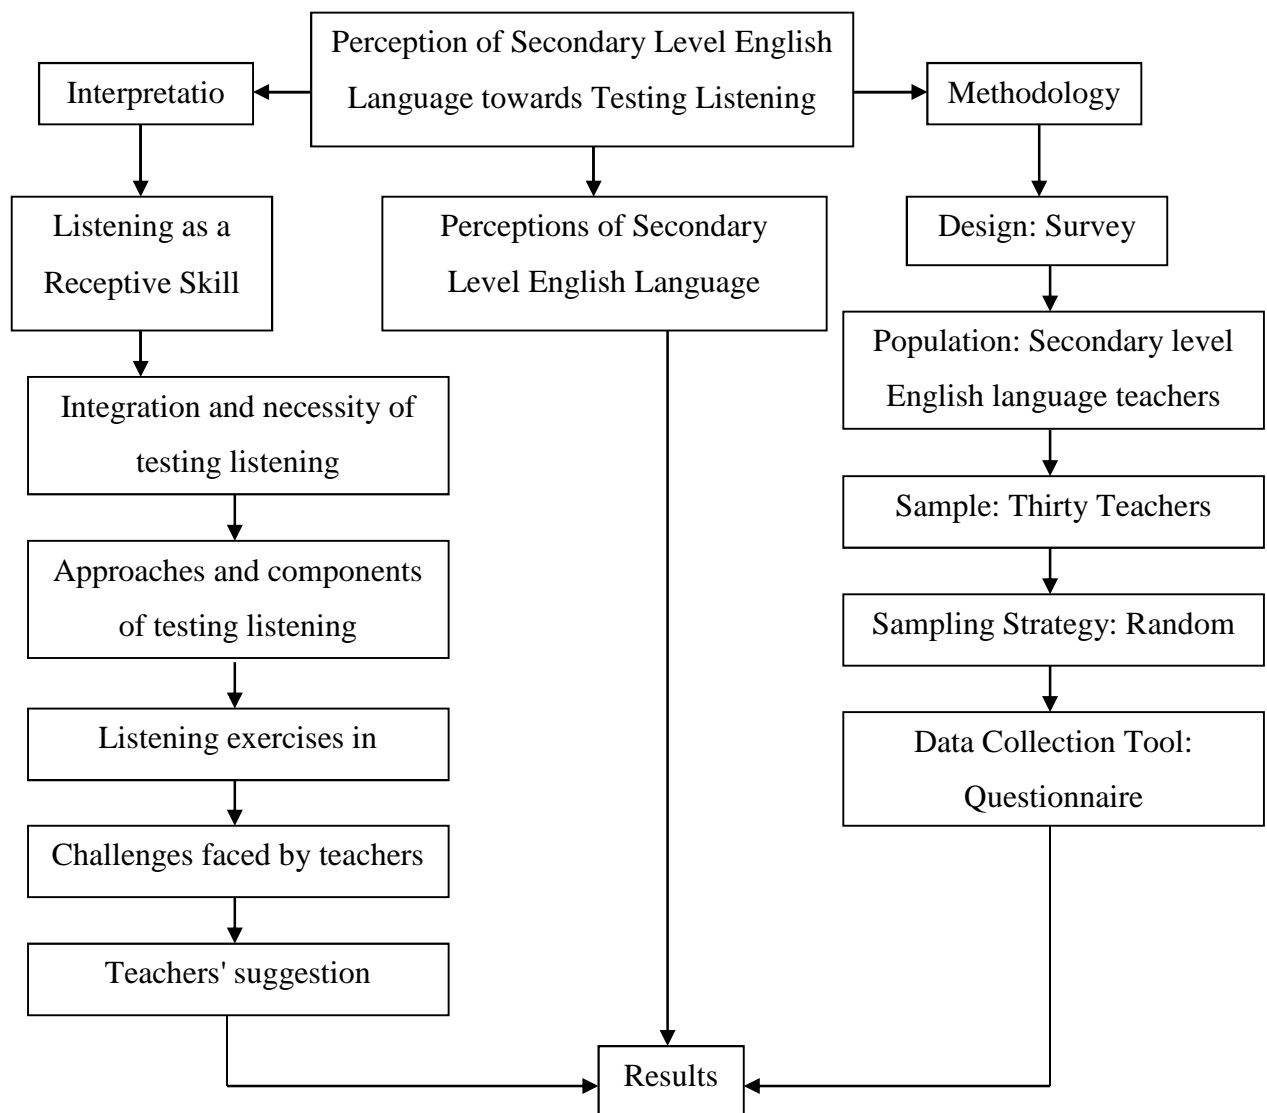 Perception of Secondary Level English
Language towards Testing Listening
Interpretatio
Methodology
Listening as a
Receptive Skill
Perceptions of Secondary
Level English Language
Design: Survey
Population: Secondary level
English language teachers
Integration and necessity of
testing listening
Sample: Thirty Teachers
Approaches and components
of testing listening
Sampling Strategy: Random
Listening exercises in
Data Collection Tool:
Questionnaire
Challenges faced by teachers
Teachers' suggestion
Results